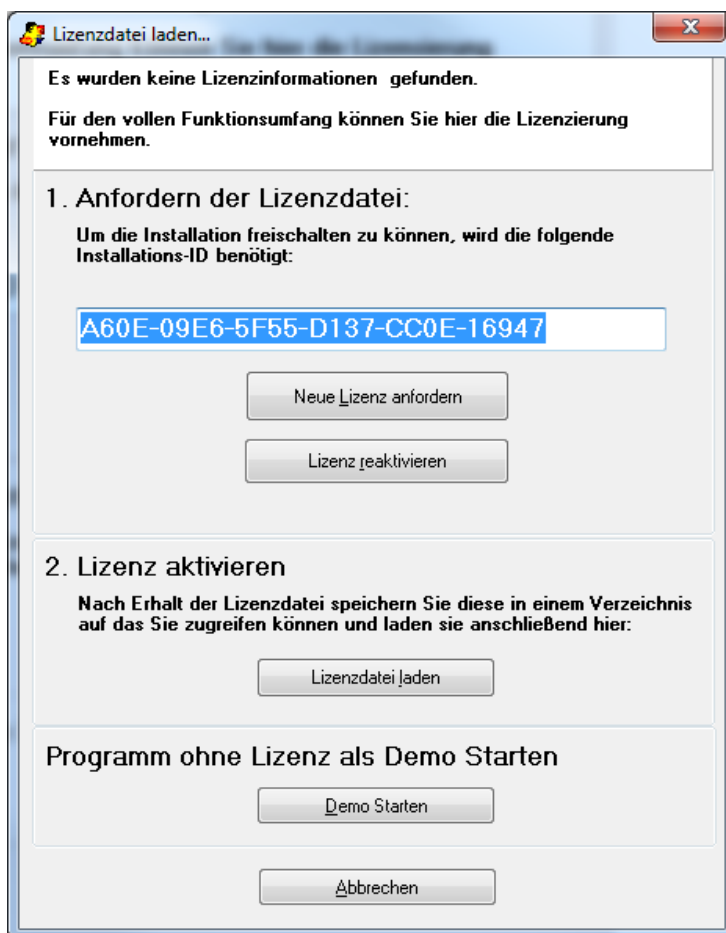 Lizenzdatei laden...
Es wurden keine Lizenzinformationen gefunden.
Für den vollen Funktionsumfang können Sie hier die Lizenzierung
vornehmen.
1. Anfordern der Lizenzdatei:
Um die Installation freischalten zu können, wird die folgende
Installations-ID benötigt:
A60E-09E6-5F55-D137-CC0E-16947
Neue Lizenz anfordern
Lizenz reaktivieren
2. Lizenz aktivieren
Nach Erhalt der Lizenzdatei speichern Sie diese in einem Verzeichnis
auf das Sie zugreifen können und laden sie anschließend hier:
Lizenzdatei laden
Programm ohne Lizenz als Demo Starten
Demo Starten
Abbrechen